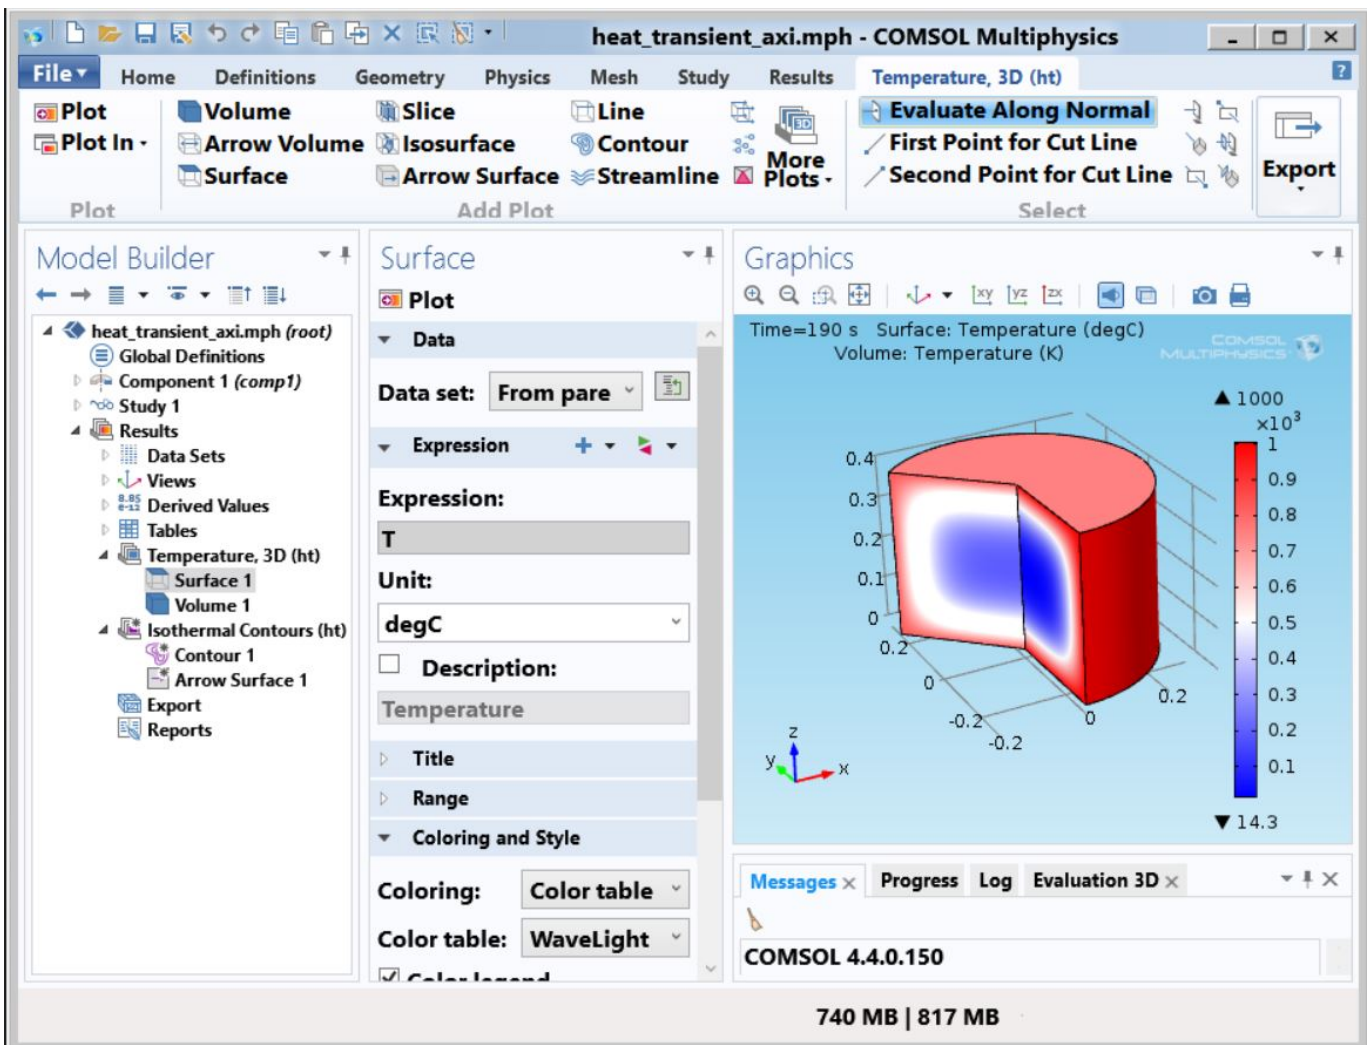 heat_transient_axi.mph - COMSOL Multiphysics
File Home Definitions Geometry Physics Mesh Study Results Temperature, 3D (ht)
Plot Volume Slice Line Evaluate Along Normal
Plot In Arrow Volume Isosurface Contour More Plots First Point for Cut Line Export
Surface Arrow Surface Streamline Second Point for Cut Line
Plot Add Plot Select
Model Builder
heat_transient_axi.mph (root)
Global Definitions
Component 1 (comp1)
Study 1
Results
Data Sets
Views
8.85
e-12 Derived Values
Tables
Temperature, 3D (ht)
Surface 1
Volume 1
Isothermal Contours (ht)
Contour 1
Arrow Surface 1
Export
Reports
Surface
Plot
Data
Data set: From pare
Expression
Expression:
T
Unit:
degC
Description:
Temperature
Title
Range
Coloring and Style
Coloring: Color table
Color table: WaveLight
Color legend
Graphics
xy yz zx
Time=190 s Surface: Temperature (degC)
Volume: Temperature (K)
COMSOL
MULTIPHYSICS
1000
×10³
1
0.9
0.8
0.7
0.6
0.5
0.4
0.3
0.2
0.1
14.3
0.4
0.3
0.2
0.1
0
0.2
0
-0.2
-0.2
0
0.2
z
y x
Messages Progress Log Evaluation 3D
COMSOL 4.4.0.150
740 MB | 817 MB